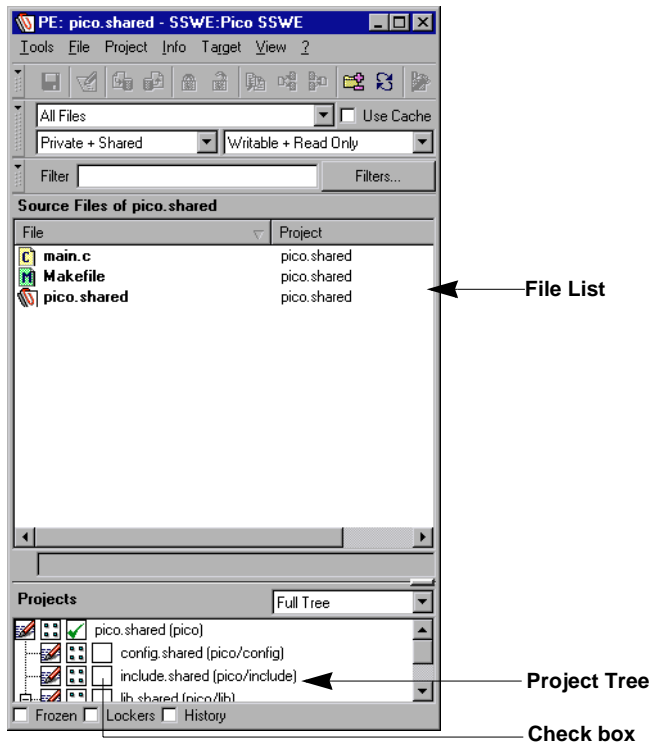 PE: pico.shared - SSWE:Pico SSWE
Tools File Project Info Target View ?
All Files
Use Cache
Private + Shared
Writable + Read Only
Filter
Filters...
Source Files of pico.shared
File Project
main.c pico.shared
Makefile pico.shared
pico.shared pico.shared
File List
Projects
Full Tree
pico.shared (pico)
config.shared (pico/config)
include.shared (pico/include)
Project Tree
lib.shared (pico/lib)
Frozen Lockers History
Check box